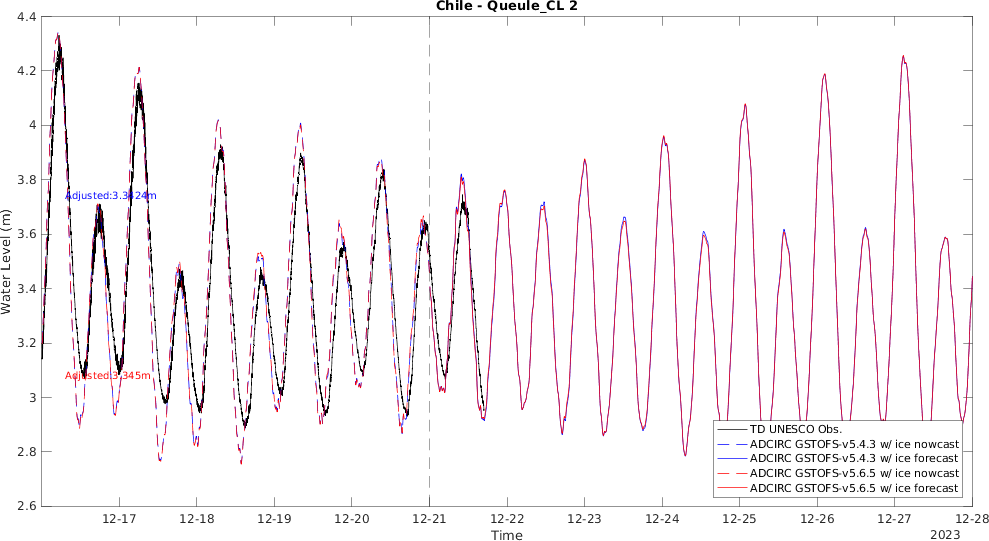 Chile - Queule_CL 2
4.4
4.2
4
3.8
3.6
3.4
3.2
3
2.8
2.6
Water Level (m)
Adjusted:3.3424m
Adjusted:3.345m
TD UNESCO Obs.
ADCIRC GSTOFS-v5.4.3 w/ ice nowcast
ADCIRC GSTOFS-v5.4.3 w/ ice forecast
ADCIRC GSTOFS-v5.6.5 w/ ice nowcast
ADCIRC GSTOFS-v5.6.5 w/ ice forecast
12-17 12-18 12-19 12-20 12-21 12-22 12-23 12-24 12-25 12-26 12-27 12-28
Time
2023